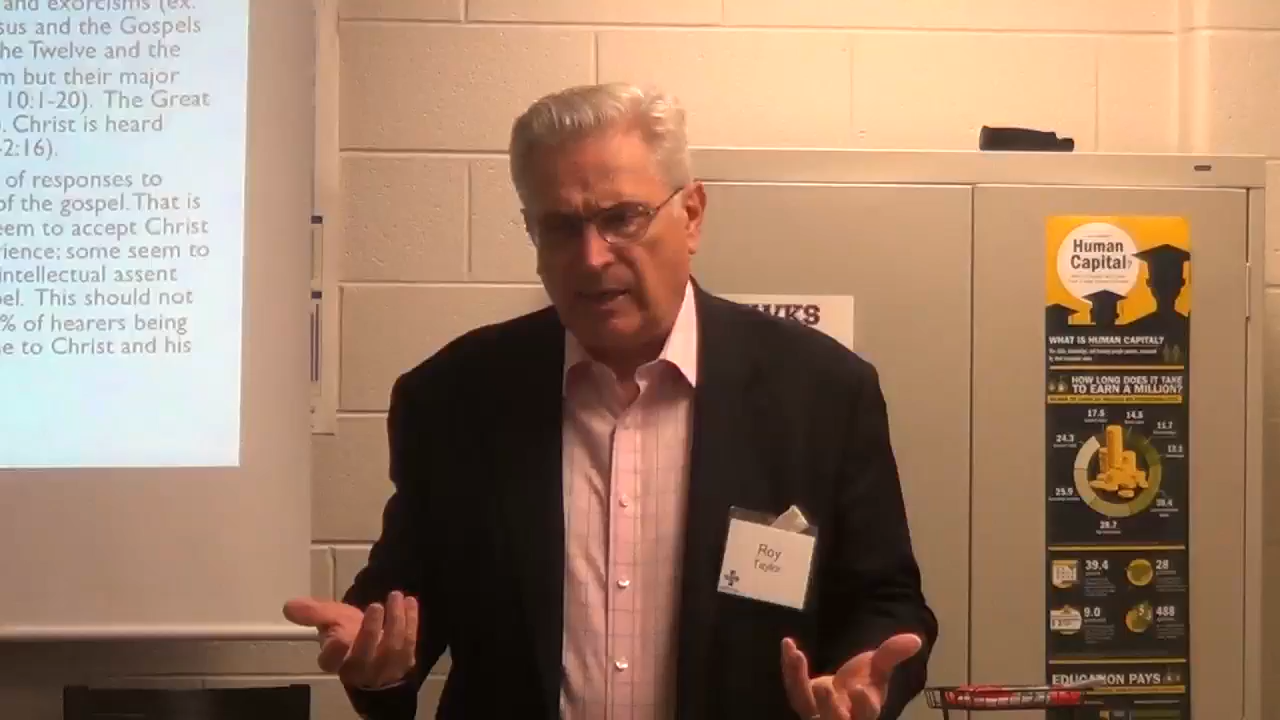 and exorcisms (ex.
sus and the Gospels
he Twelve and the
m but their major
10:1-20). The Great
. Christ is heard
-2:16).
of responses to
of the gospel. That is
eem to accept Christ
rience; some seem to
intellectual assent
el. This should not
% of hearers being
e to Christ and his
WKS
Roy
Taylor
Human
Capital?
WHAT IS HUMAN CAPITAL?
HOW LONG DOES IT TAKE
TO EARN A MILLION?
17.5
14.5
24.3
11.7
25.9
28.7
39.4
28
9.0
488
EDUCATION PAYS